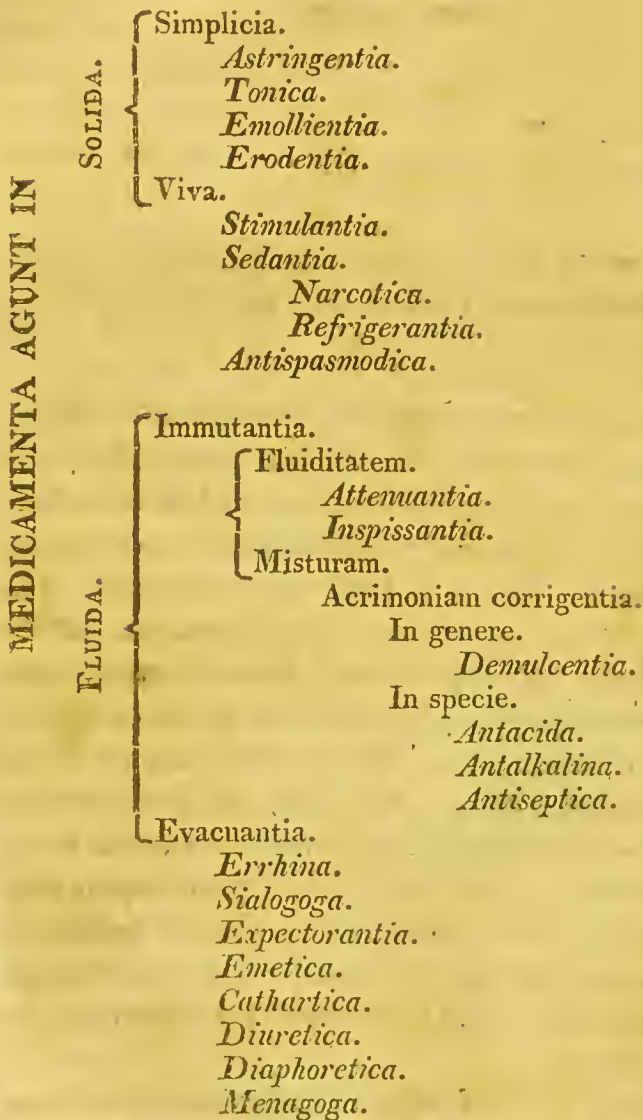 MEDICAMENTA AGUNT IN
SOLIDA.
Simplicia.
Astringentia.
Tonica.
Emollientia.
Erodentia.
Viva.
Stimulantia.
Sedantia.
Narcotica.
Refrigerantia.
Antispasmodica.
FLUIDA.
Immutantia.
Fluiditatem.
Attenuantia.
Inspissantia.
Misturam.
Acrimoniam corrigentia.
In genere.
Demulcentia.
In specie.
Antacida.
Antalkalina.
Antiseptica.
Evacuantia.
Errhina.
Sialogoga.
Expectorantia.
Emetica.
Cathartica.
Diuretica.
Diaphoretica.
Menagoga.